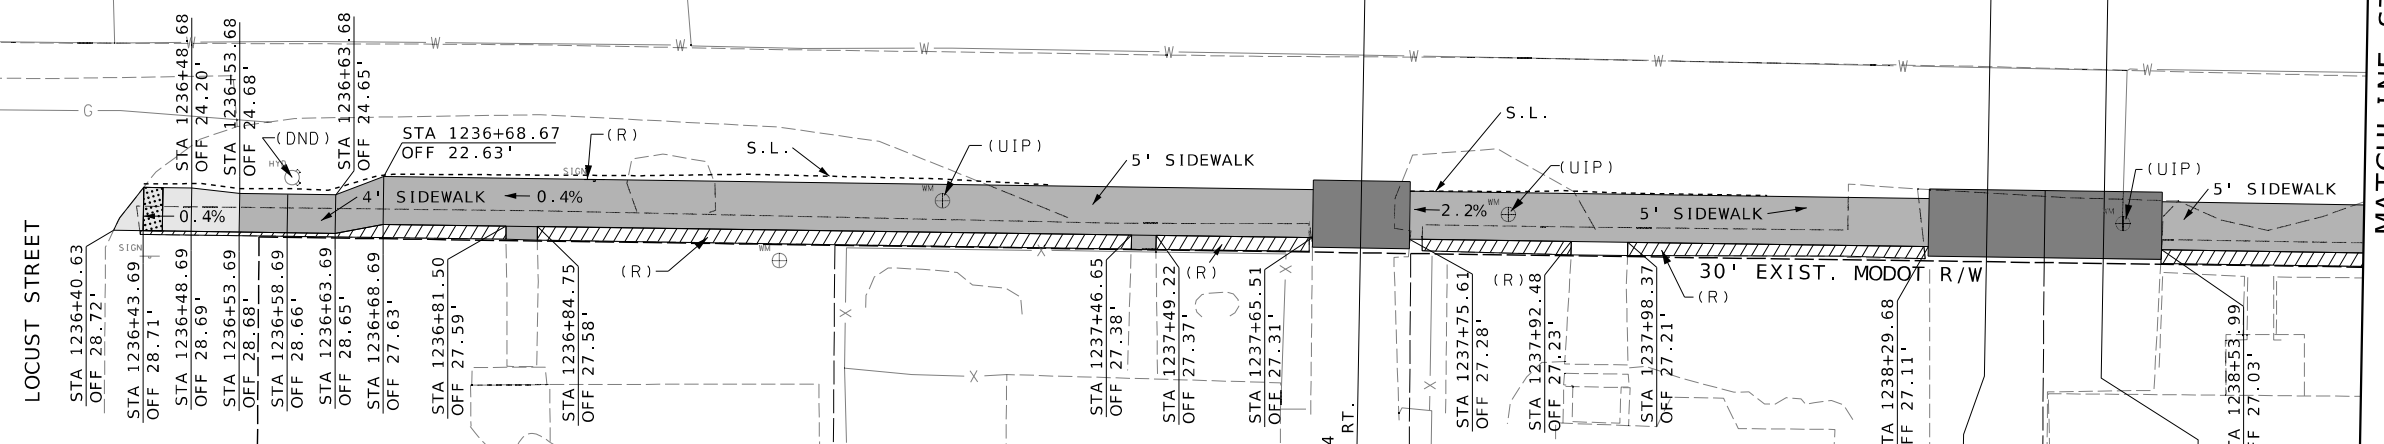 STA 1236+48.68
OFF 24.20'
STA 1236+53.68
OFF 24.68'
STA 1236+63.68
OFF 24.65'
STA 1236+68.67
OFF 22.63'
W
W
W
W
W
W
W
W
W
G
(DND)
HYD
(R)
SIGN
S.L.
(UIP)
WM
5' SIDEWALK
S.L.
(UIP)
WM
(UIP)
5' SIDEWALK
0.4%
4' SIDEWALK
0.4%
2.2%
5' SIDEWALK
LOCUST STREET
SIGN
WM
(R)
(R)
(R)
(R)
30' EXIST. MODOT R/W
X
X
X
X
X
STA 1236+40.63
OFF 28.72'
STA 1236+43.69
OFF 28.71'
STA 1236+48.69
OFF 28.69'
STA 1236+53.69
OFF 28.68'
STA 1236+58.69
OFF 28.66'
STA 1236+63.69
OFF 28.65'
STA 1236+68.69
OFF 27.63'
STA 1236+81.50
OFF 27.59'
STA 1236+84.75
OFF 27.58'
STA 1237+46.65
OFF 27.38'
STA 1237+49.22
OFF 27.37'
STA 1237+65.51
OFF 27.31'
4
RT.
STA 1237+75.61
OFF 27.28'
STA 1237+92.48
OFF 27.23'
STA 1237+98.37
OFF 27.21'
STA 1238+29.68
27.11'
1238+53.99
27.03'
MATCH LINE